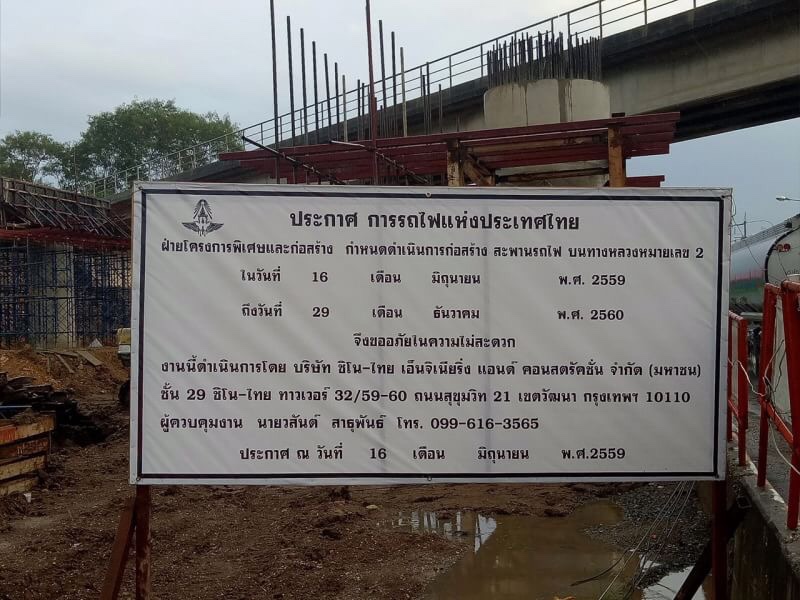 ประกาศ การรถไฟแห่งประเทศไทย
ฝ่ายโครงการพิเศษและก่อสร้าง กำหนดดำเนินการก่อสร้าง สะพานรถไฟ บนทางหลวงหมายเลข 2
ในวันที่ 16 เดือน มิถุนายน พ.ศ. 2559
ถึงวันที่ 29 เดือน ธันวาคม พ.ศ. 2560
จึงขออภัยในความไม่สะดวก
งานนี้ดำเนินการโดย บริษัท ซิโน-ไทย เอ็นจิเนียริ่ง แอนด์ คอนสตรัคชั่น จำกัด (มหาชน)
ชั้น 29 ซิโน-ไทย ทาวเวอร์ 32/59-60 ถนนสุขุมวิท 21 เขตวัฒนา กรุงเทพฯ 10110
ผู้ควบคุมงาน นายวสันต์ สาธุพันธ์ โทร. 099-616-3565
ประกาศ ณ วันที่ 16 เดือน มิถุนายน พ.ศ.2559